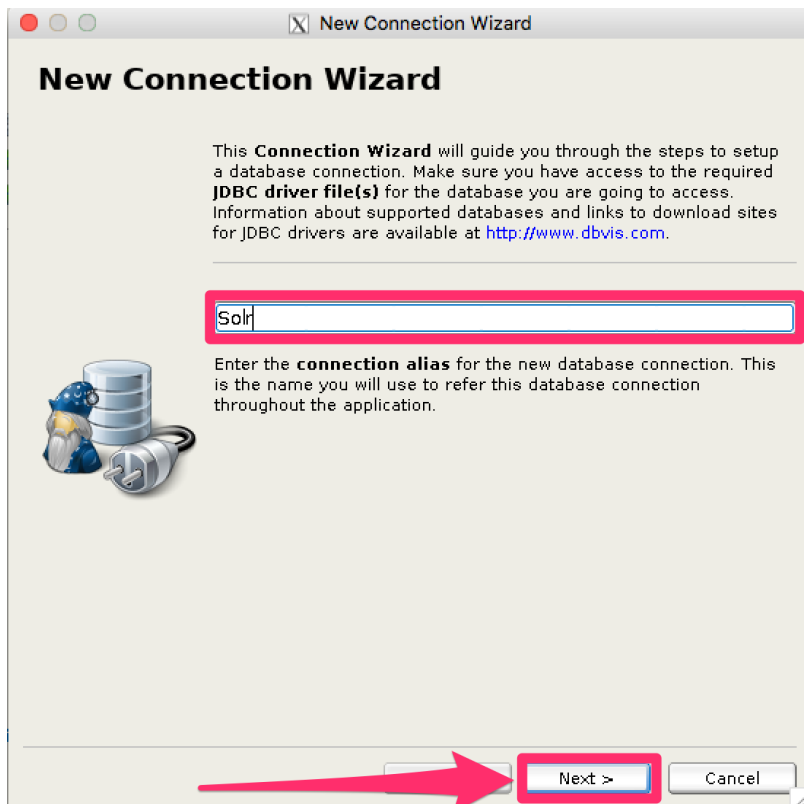 New Connection Wizard
New Connection Wizard
This Connection Wizard will guide you through the steps to setup
a database connection. Make sure you have access to the required
JDBC driver file(s) for the database you are going to access.
Information about supported databases and links to download sites
for JDBC drivers are available at http://www.dbvis.com.
Solr
Enter the connection alias for the new database connection. This
is the name you will use to refer this database connection
throughout the application.
Next >
Cancel